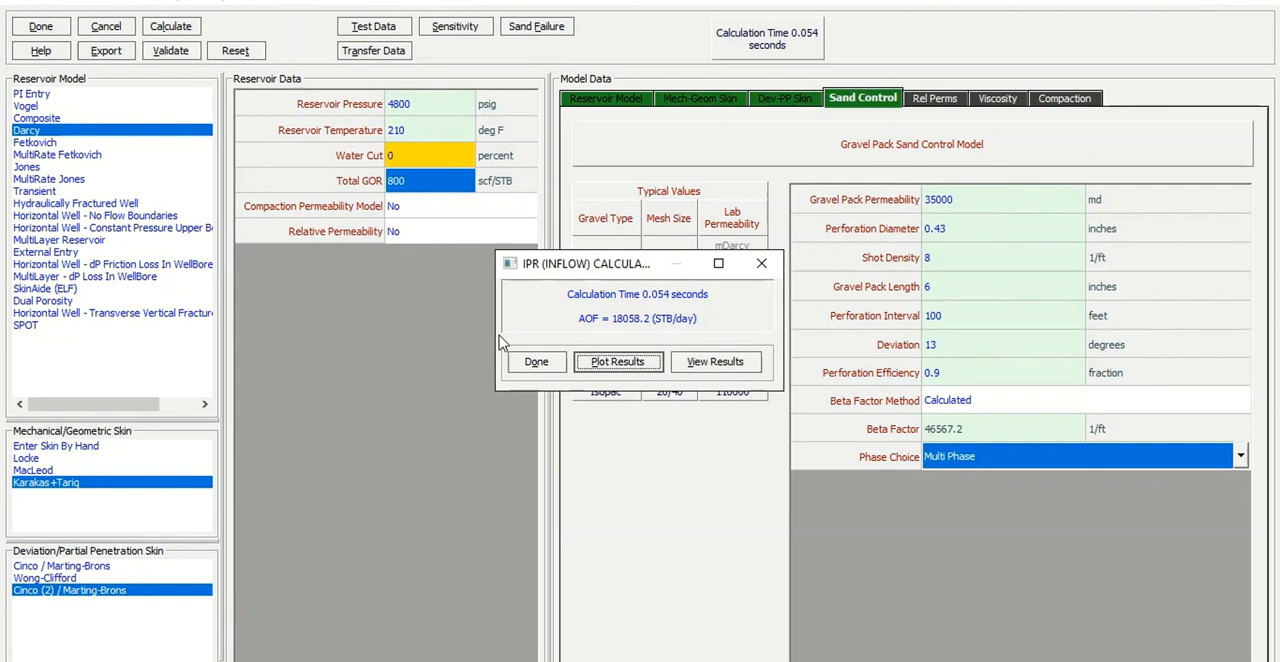 Done
Cancel
Calculate
Test Data
Sensitivity
Sand Failure
Calculation Time 0.054
seconds
Help
Export
Validate
Reset
Transfer Data
Reservoir Model
PI Entry
Vogel
Composite
Darcy
Fetkovich
MultiRate Fetkovich
Jones
MultiRate Jones
Transient
Hydraulically Fractured Well
Horizontal Well - No Flow Boundaries
Horizontal Well - Constant Pressure Upper Bo
MultiLayer Reservoir
External Entry
Horizontal Well - dP Friction Loss In WellBore
MultiLayer - dP Loss In WellBore
SkinAide (ELF)
Dual Porosity
Horizontal Well - Transverse Vertical Fracture
SPOT
Mechanical/Geometric Skin
Enter Skin By Hand
Locke
MacLeod
Karakas+Tariq
Deviation/Partial Penetration Skin
Cinco / Marting-Brons
Wong-Clifford
Cinco (2) / Marting-Brons
Reservoir Data
Reservoir Pressure 4800 psig
Reservoir Temperature 210 deg F
Water Cut 0 percent
Total GOR 800 scf/STB
Compaction Permeability Model No
Relative Permeability No
Model Data
Reservoir Model
Mech-Geom Skin
Dev-PP Skin
Sand Control
Rel Perms
Viscosity
Compaction
Gravel Pack Sand Control Model
Typical Values
Gravel Type
Mesh Size
Lab
Permeability
mDarcy
Isopac 20/40 110000
IPR (INFLOW) CALCULA...
Calculation Time 0.054 seconds
AOF = 18058.2 (STB/day)
Done
Plot Results
View Results
Gravel Pack Permeability 35000 md
Perforation Diameter 0.43 inches
Shot Density 8 1/ft
Gravel Pack Length 6 inches
Perforation Interval 100 feet
Deviation 13 degrees
Perforation Efficiency 0.9 fraction
Beta Factor Method Calculated
Beta Factor 46567.2 1/ft
Phase Choice Multi Phase